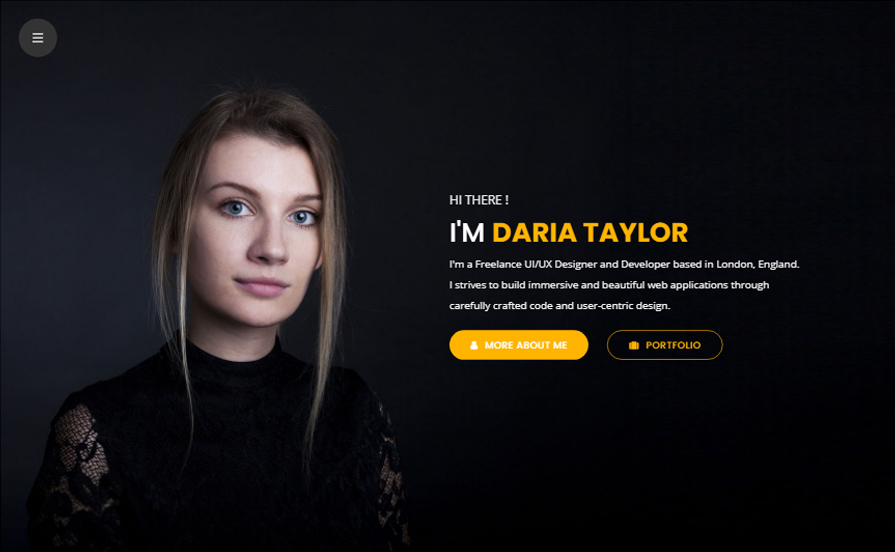 HI THERE !
I'M DARIA TAYLOR
I'm a Freelance UI/UX Designer and Developer based in London, England.
I strives to build immersive and beautiful web applications through
carefully crafted code and user-centric design.
MORE ABOUT ME
PORTFOLIO